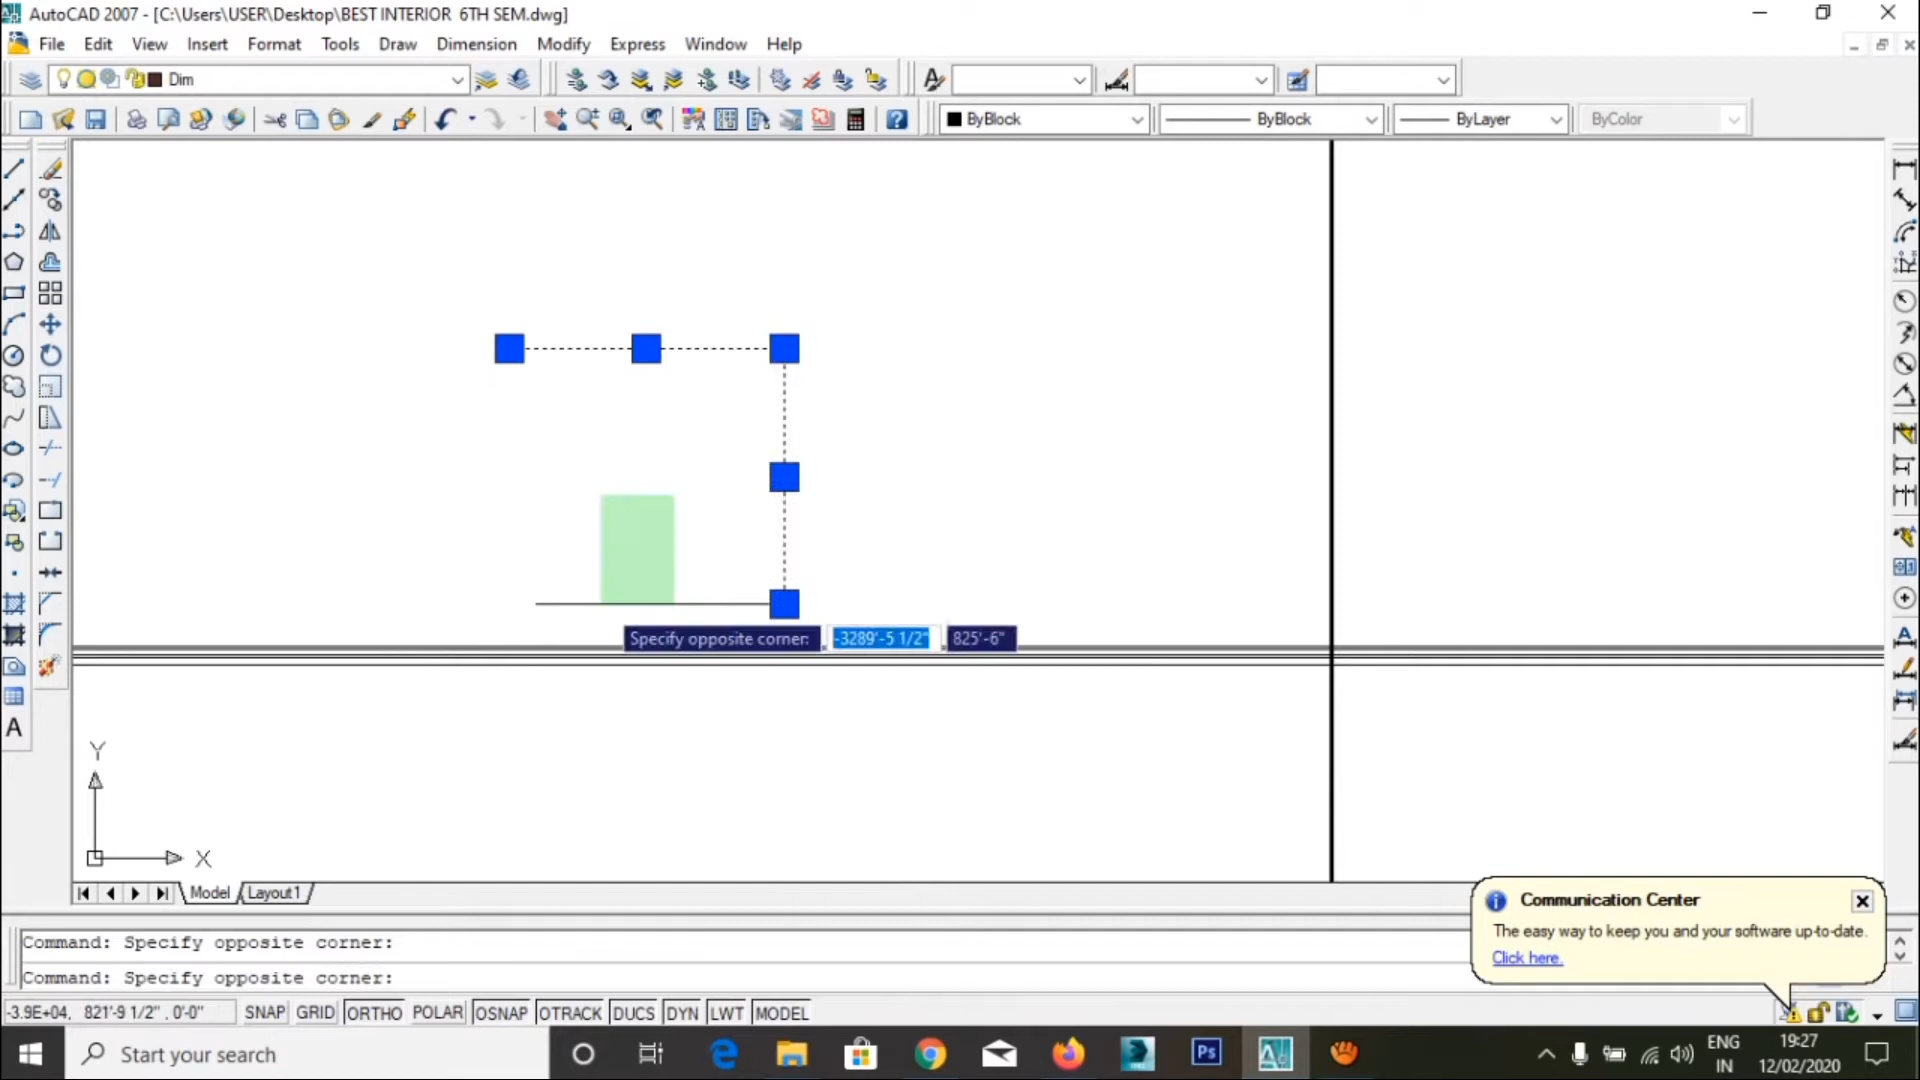 AutoCAD 2007 - [C:\Users\USER\Desktop\BEST INTERIOR  6TH SEM.dwg]
File Edit View Insert Format Tools Draw Dimension Modify Express Window Help
Dim
ByBlock ByBlock ByLayer ByColor
Specify opposite corner: -3289'-5 1/2" 825'-6"
A
Y
X
Model Layout1
Communication Center
The easy way to keep you and your software up-to-date.
Click here.
Command: Specify opposite corner:
Command: Specify opposite corner:
-3.9E+04, 821'-9 1/2" , 0'-0" SNAP GRID ORTHO POLAR OSNAP OTRACK DUCS DYN LWT MODEL
Start your search
Ps
ENG
IN
19:27
12/02/2020